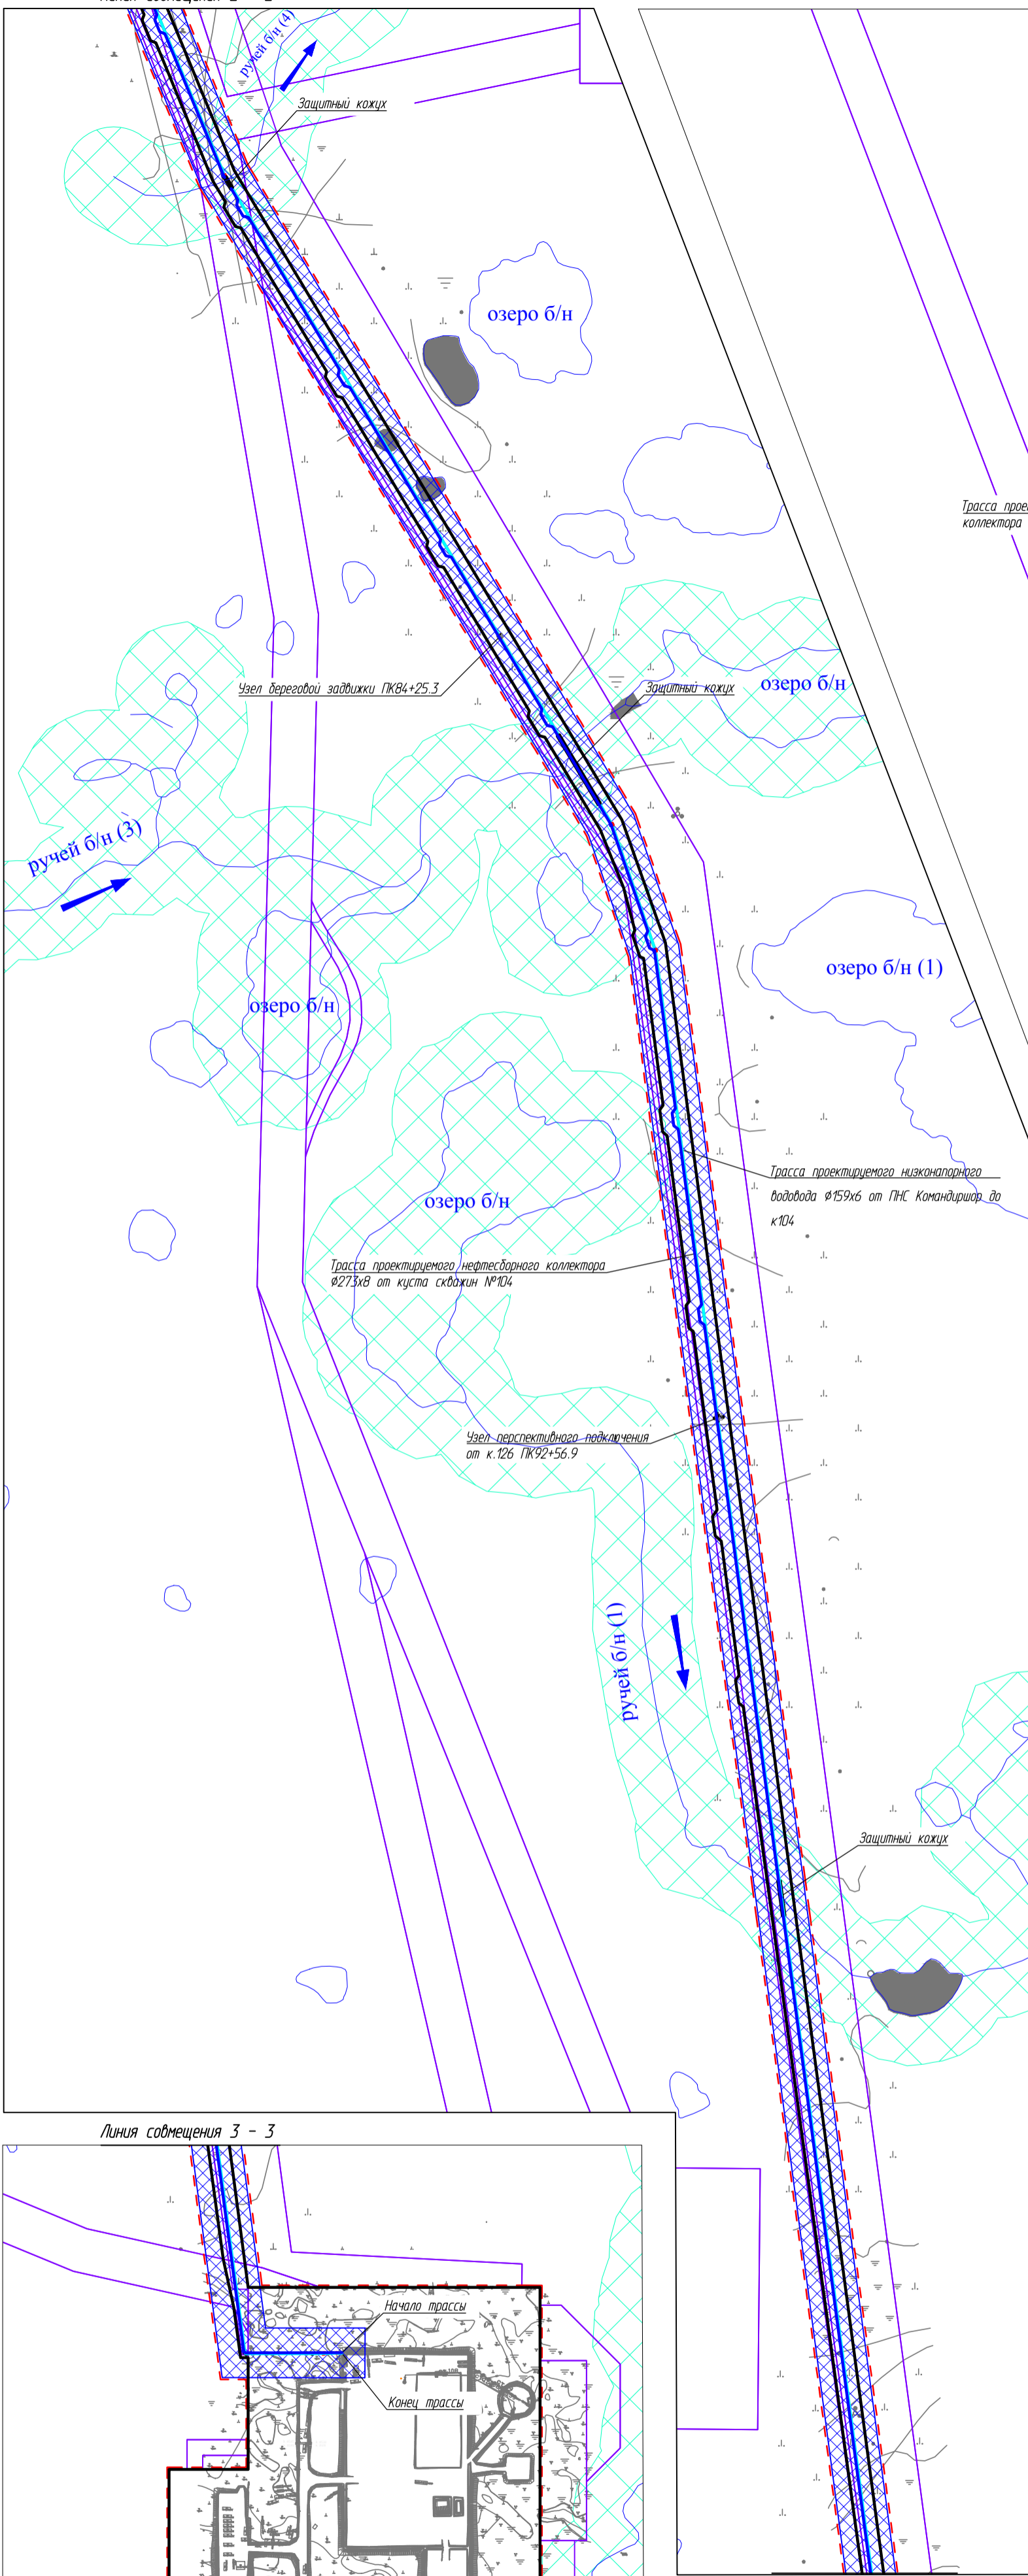 ручей б/н (4)
Защитный кожух
озеро б/н
Трасса
коллектора
Узел береговой задвижки ПК84+25.3
Защитный кожух
озеро б/н
ручей б/н (3)
озеро б/н (1)
озеро б/н
Трасса проектируемого низконапорного
водовода Ø159х6 от ПНС Командиршор до
к104
озеро б/н
Трасса проектируемого нефтесборного коллектора
Ø273х8 от куста скважин №104
Узел перспективного подключения
от к.126 ПК92+56.9
ручей б/н (1)
Защитный кожух
Линия совмещения 3 - 3
Начало трассы
Конец трассы